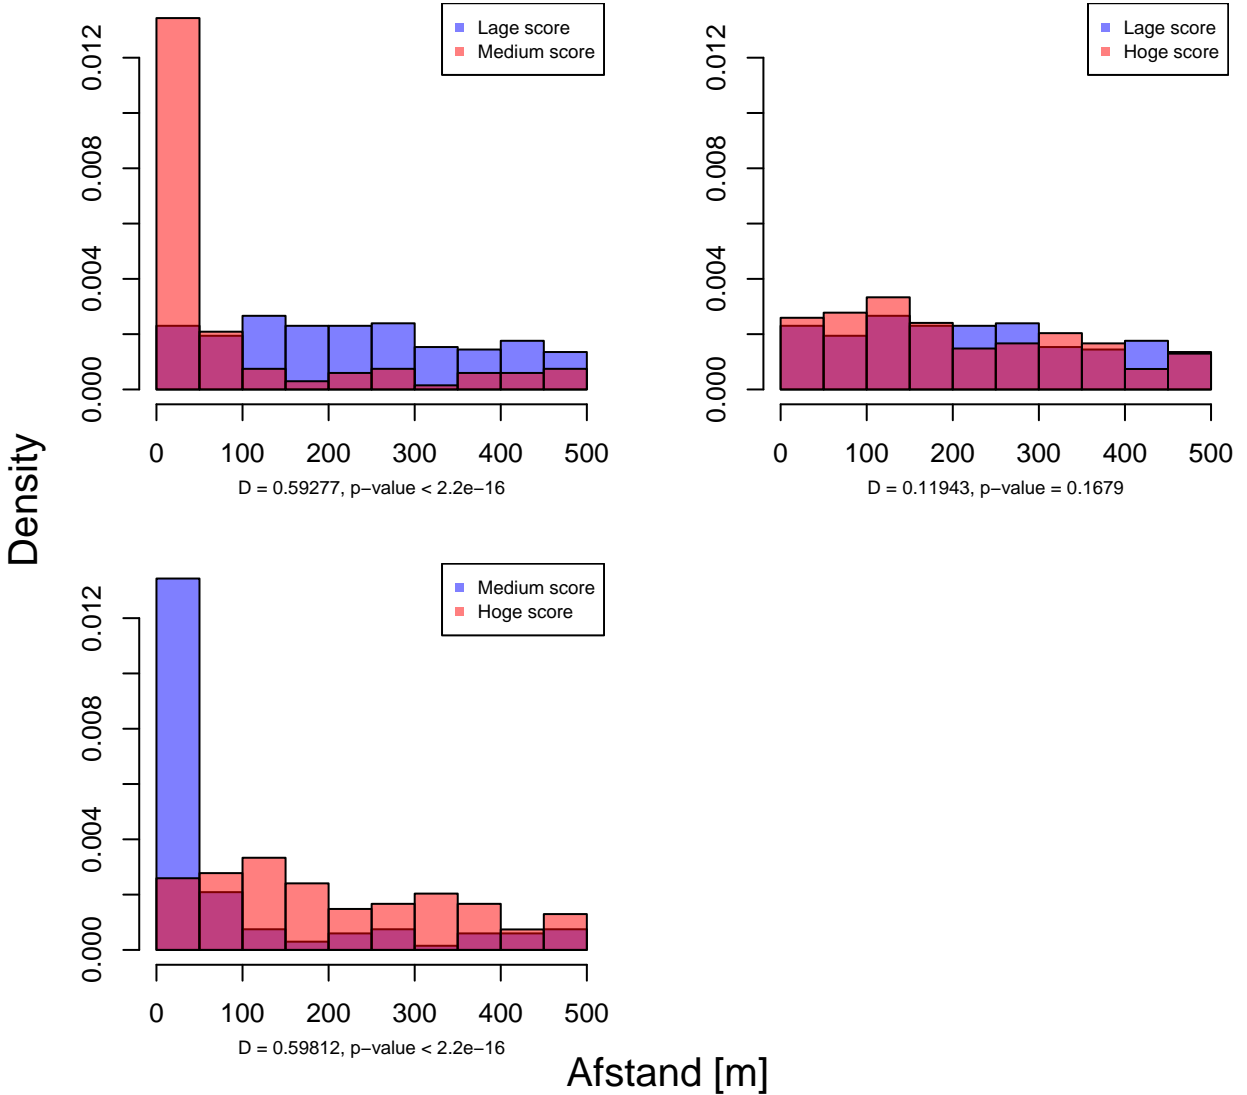 Lage score
Medium score
0.000 0.004 0.008 0.012
0 100 200 300 400 500
D = 0.59277, p−value < 2.2e−16
Lage score
Hoge score
0.000 0.004 0.008 0.012
0 100 200 300 400 500
D = 0.11943, p−value = 0.1679
Density
Medium score
Hoge score
0.000 0.004 0.008 0.012
0 100 200 300 400 500
D = 0.59812, p−value < 2.2e−16
Afstand [m]